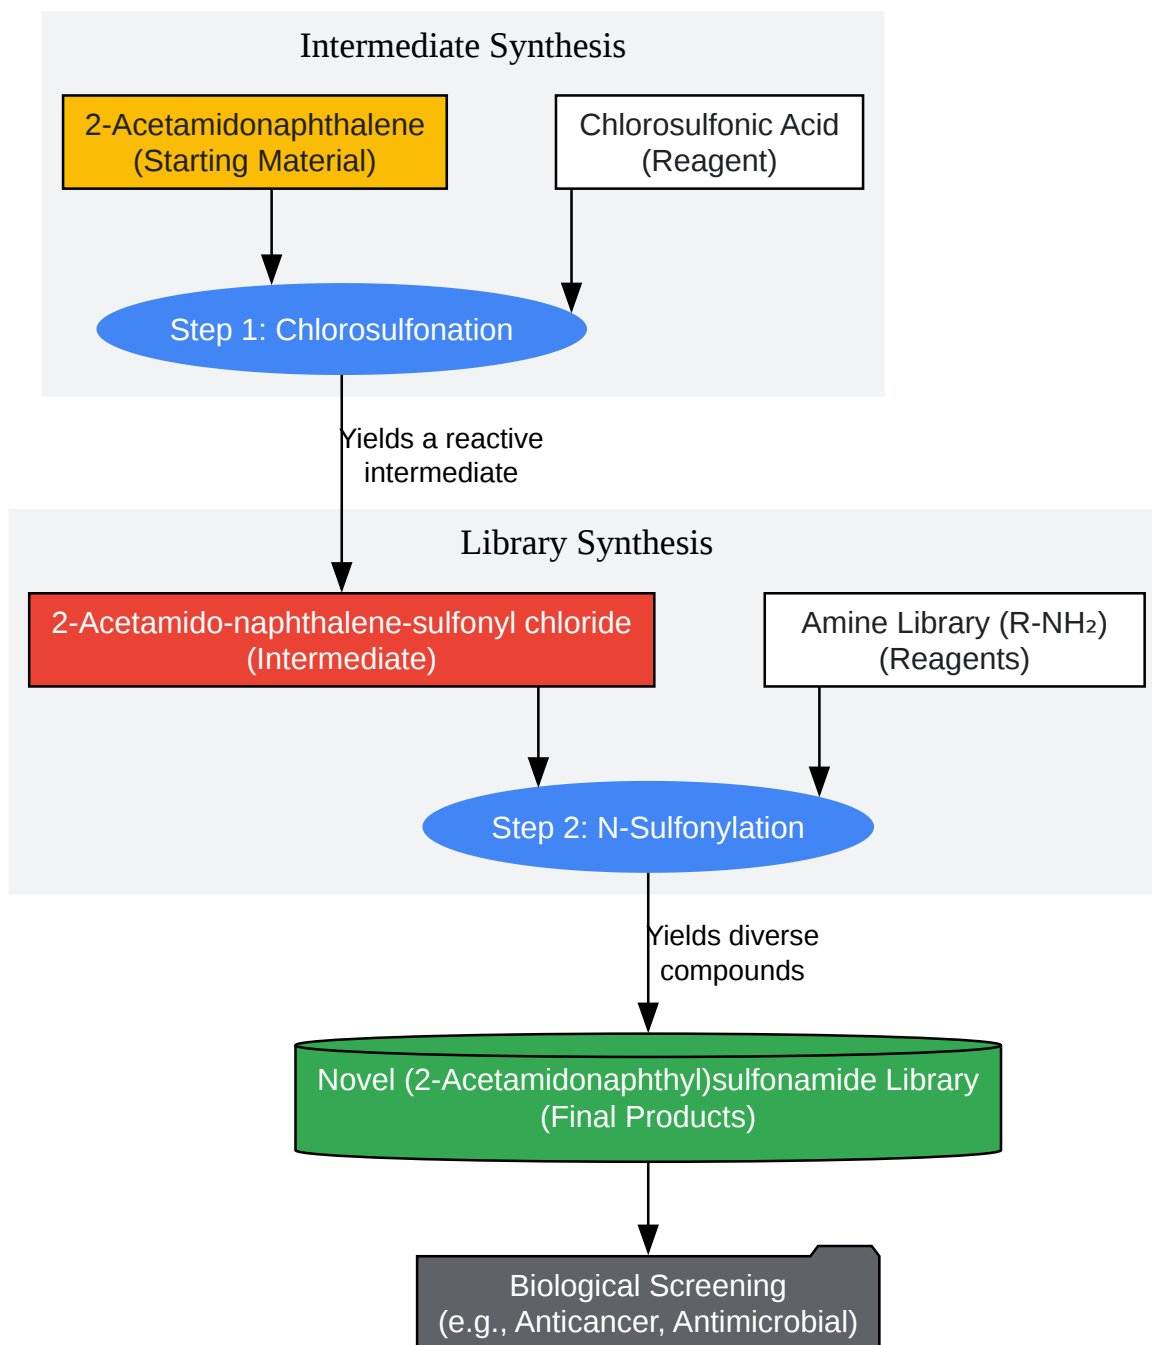 Intermediate Synthesis
2-Acetamidonaphthalene
(Starting Material)
Chlorosulfonic Acid
(Reagent)
Step 1: Chlorosulfonation
Yields a reactive
intermediate
Library Synthesis
2-Acetamido-naphthalene-sulfonyl chloride
(Intermediate)
Amine Library (R-NH₂)
(Reagents)
Step 2: N-Sulfonylation
Yields diverse
compounds
Novel (2-Acetamidonaphthyl)sulfonamide Library
(Final Products)
Biological Screening
(e.g., Anticancer, Antimicrobial)